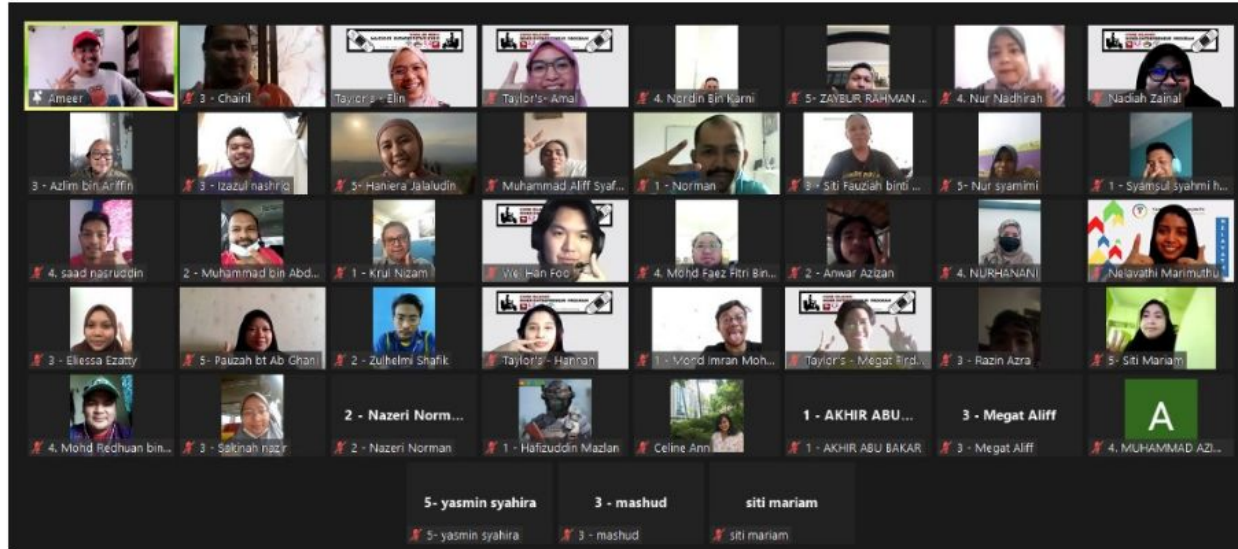 Ameer
3 - Chairil
Taylor's - Elin
Taylor's- Amal
4. Nordin Bin Karni
5- ZAYBUR RAHMAN ...
4. Nur Nadhirah
Nadiah Zainal
3 - Azlim bin Ariffin
3 - Izazul nashriq
5- Haniera Jalaludin
Muhammad Aliff Syaf...
1 - Norman
3 - Siti Fauziah binti ...
5- Nur syamimi
1 - Syamsul syahmi h...
4. saad nasruddin
2 - Muhammad bin Abd...
1 - Krul Nizam
Wei Han Foo
4. Mohd Faez Fitri Bin...
2 - Anwar Azizan
4. NURHANANI
Nelavathi Marimuthu
3 - Eliessa Ezatty
5- Pauzah bt Ab Ghani
2 - Zulhelmi Shafik
Taylor's - Hannan
1 - Mohd Imran Moh...
Taylor's - Megat Fird...
3 - Razin Azra
5- Siti Mariam
4. Mohd Redhuan bin...
3 - Sakinah nazir
2 - Nazeri Norm...
2 - Nazeri Norman
1 - Hafizuddin Mazlan
Celine Ann
1 - AKHIR ABU...
1 - AKHIR ABU BAKAR
3 - Megat Aliff
3 - Megat Aliff
A
4. MUHAMMAD AZI...
5- yasmin syahira
5- yasmin syahira
3 - mashud
3 - mashud
siti mariam
siti mariam